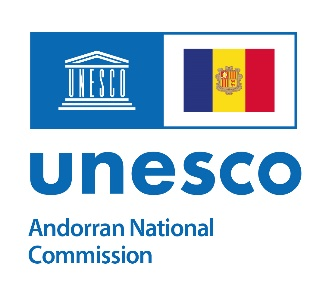 UNESCO
unesco
Andorran National
Commission